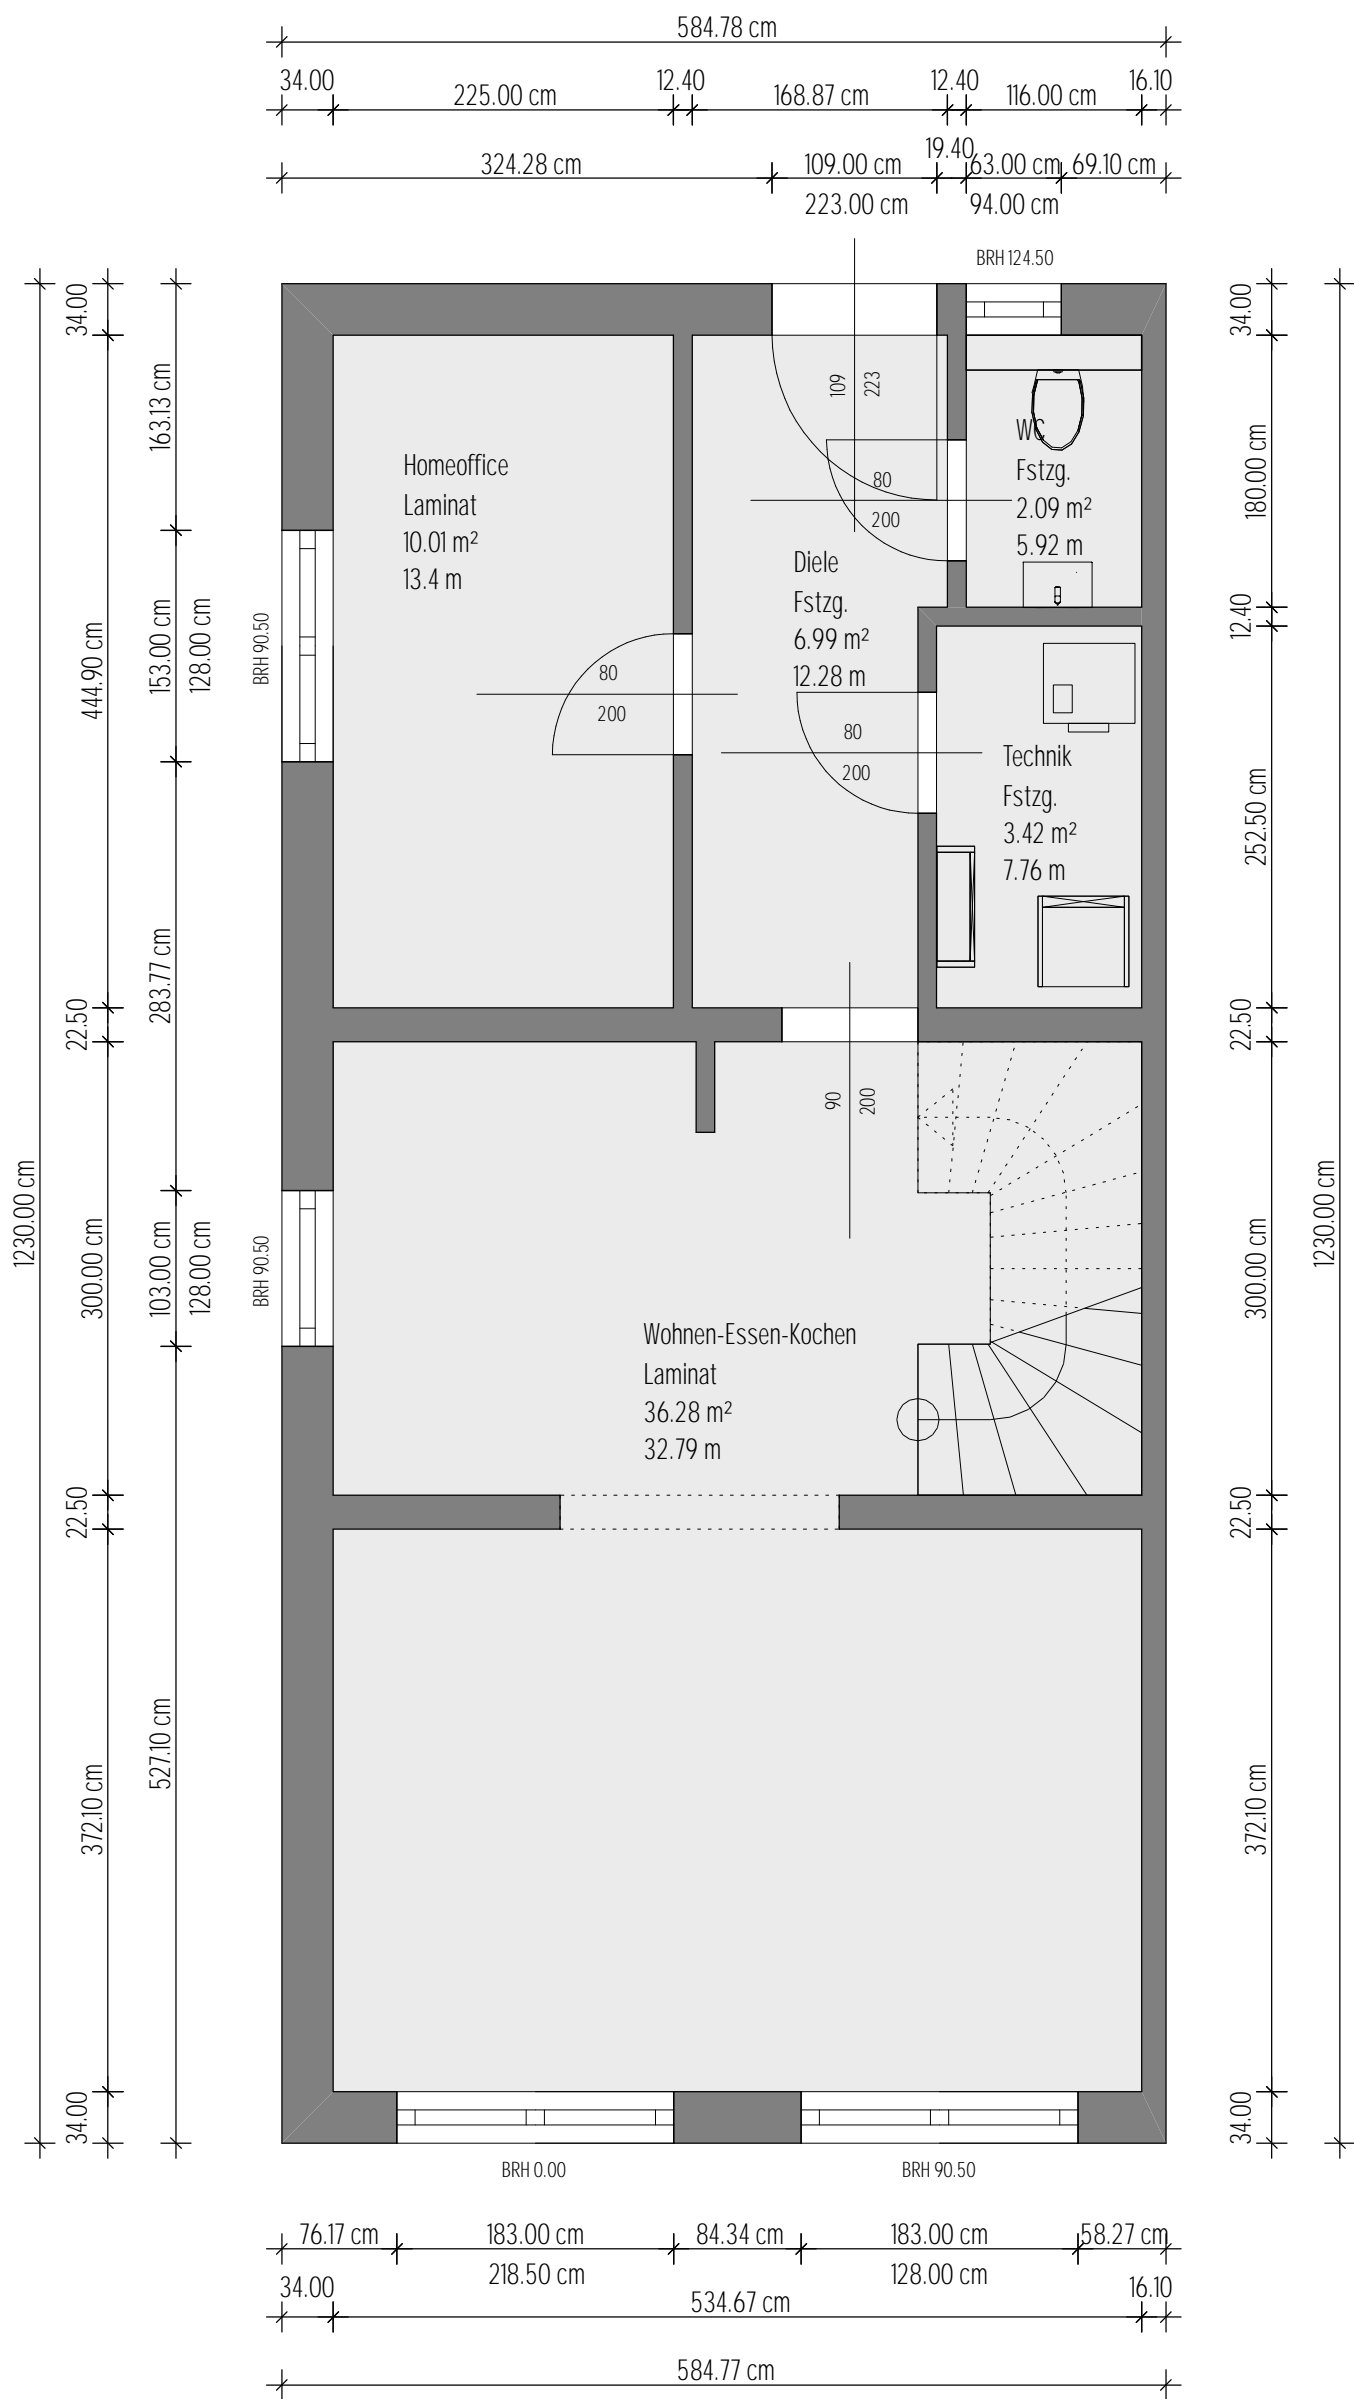 584.78 cm
34.00
225.00 cm
12.40
168.87 cm
12.40
116.00 cm
16.10
324.28 cm
109.00 cm
19.40
63.00 cm
69.10 cm
223.00 cm
94.00 cm
BRH 124.50
34.00
163.13 cm
34.00
109
223
Homeoffice
Laminat
10.01 m²
13.4 m
WC
Fstzg.
2.09 m²
5.92 m
80
200
180.00 cm
Diele
Fstzg.
6.99 m²
12.28 m
12.40
444.90 cm
153.00 cm
128.00 cm
BRH 90.50
80
200
80
200
Technik
Fstzg.
3.42 m²
7.76 m
252.50 cm
283.77 cm
22.50
22.50
90
200
1230.00 cm
300.00 cm
103.00 cm
128.00 cm
BRH 90.50
300.00 cm
1230.00 cm
Wohnen-Essen-Kochen
Laminat
36.28 m²
32.79 m
22.50
22.50
372.10 cm
527.10 cm
372.10 cm
34.00
34.00
BRH 0.00
BRH 90.50
76.17 cm
183.00 cm
84.34 cm
183.00 cm
58.27 cm
218.50 cm
128.00 cm
34.00
534.67 cm
16.10
584.77 cm